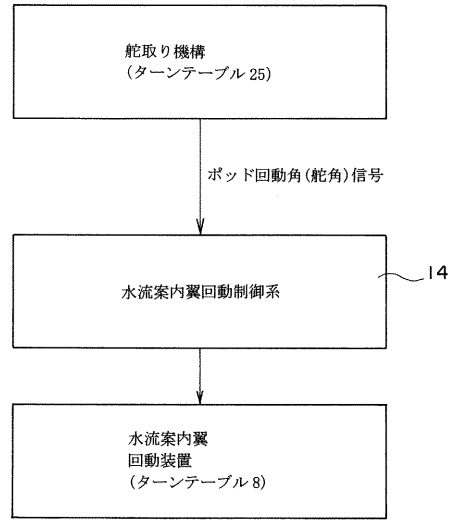 舵取り機構
(ターンテーブル 25)
ポッド回動角(舵角)信号
水流案内翼回動制御系
14
水流案内翼
回動装置
(ターンテーブル 8)